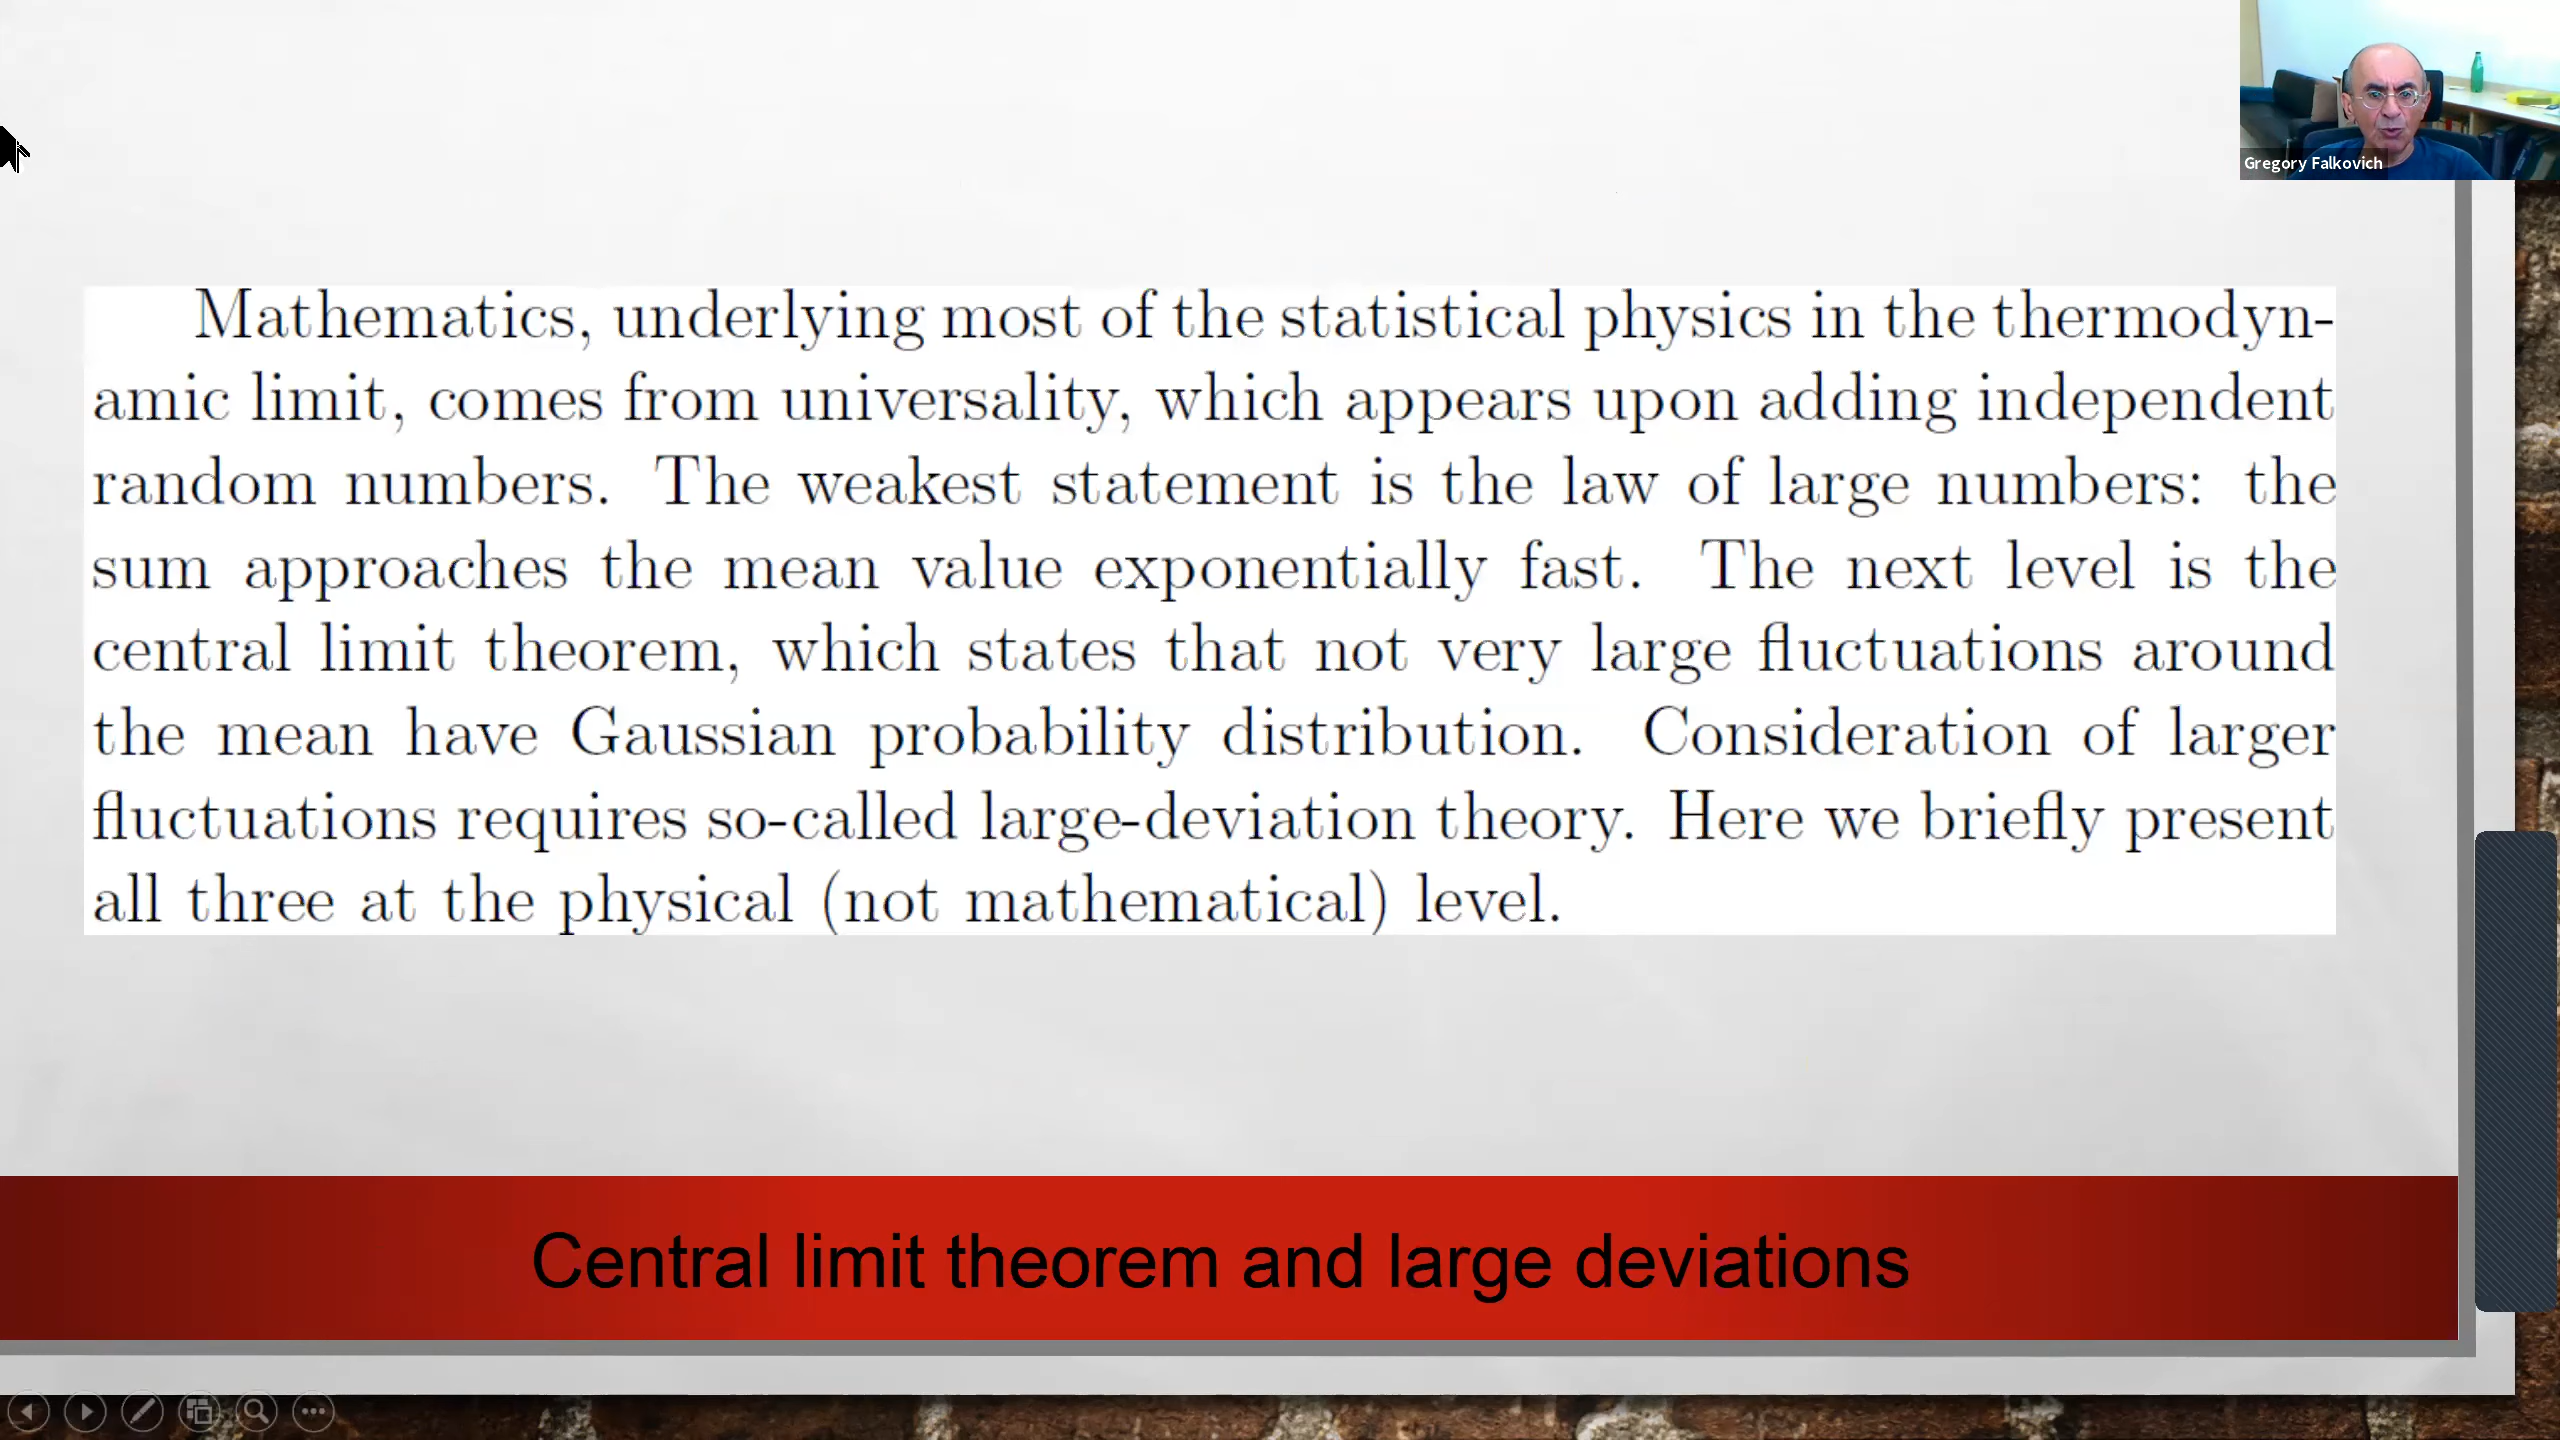 Gregory Falkovich
Mathematics, underlying most of the statistical physics in the thermodyn-
amic limit, comes from universality, which appears upon adding independent
random numbers. The weakest statement is the law of large numbers: the
sum approaches the mean value exponentially fast. The next level is the
central limit theorem, which states that not very large fluctuations around
the mean have Gaussian probability distribution. Consideration of larger
fluctuations requires so-called large-deviation theory. Here we briefly present
all three at the physical (not mathematical) level.
Central limit theorem and large deviations